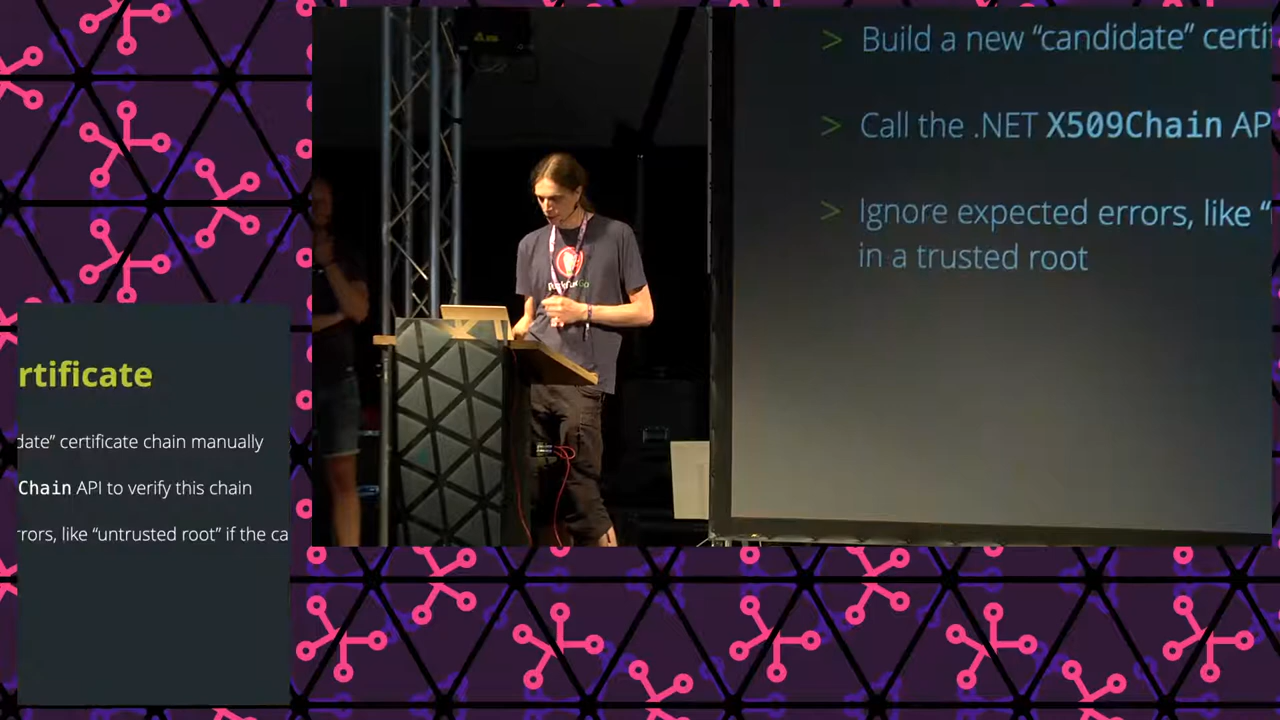 rtificate
date” certificate chain manually
Chain API to verify this chain
rrors, like “untrusted root” if the ca
> Build a new “candidate” certi
> Call the .NET X509Chain AP
> Ignore expected errors, like “
in a trusted root